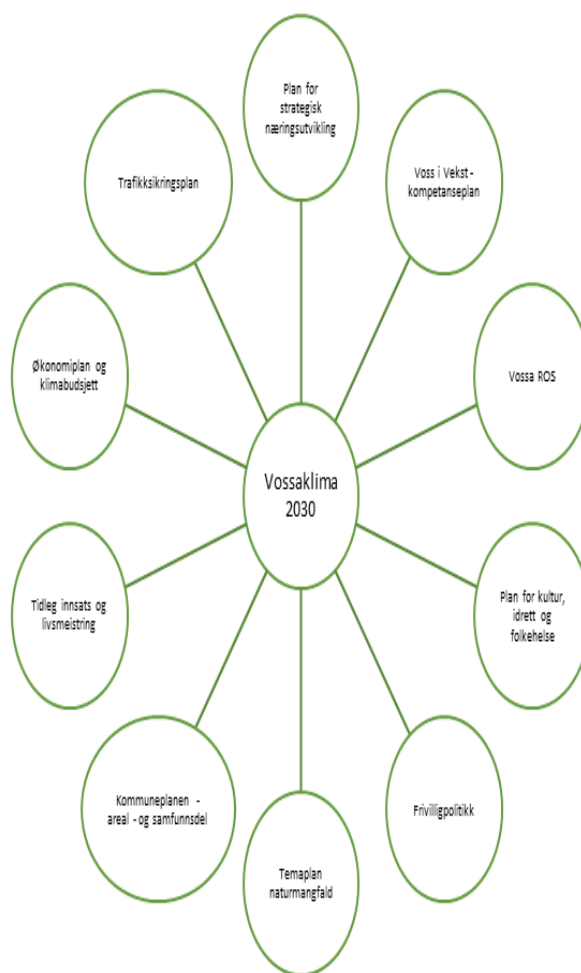 Plan for
strategisk
næringsutvikling
Trafikksikringsplan
Voss i Vekst -
kompetanseplan
Økonomiplan og
klimabudsjett
Vossa ROS
Vossaklima
2030
Tidleg innsats og
livsmeistring
Plan for kultur,
idrett og
folkehelse
Kommuneplanen -
areal - og samfunnsdel
Frivilligpolitikk
Temaplan
naturmangfald